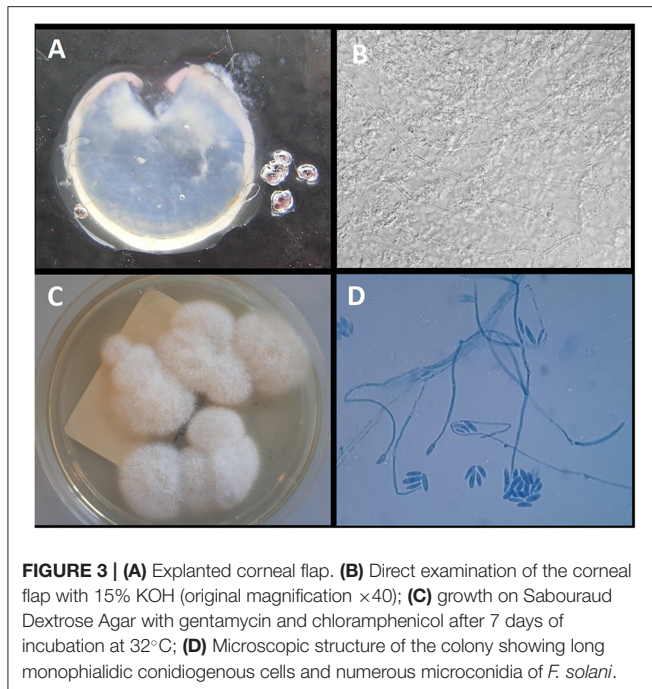 A
B
C
D
FIGURE 3 | (A) Explanted corneal flap. (B) Direct examination of the corneal
flap with 15% KOH (original magnification ×40); (C) growth on Sabouraud
Dextrose Agar with gentamycin and chloramphenicol after 7 days of
incubation at 32°C; (D) Microscopic structure of the colony showing long
monophialidic conidiogenous cells and numerous microconidia of F. solani.